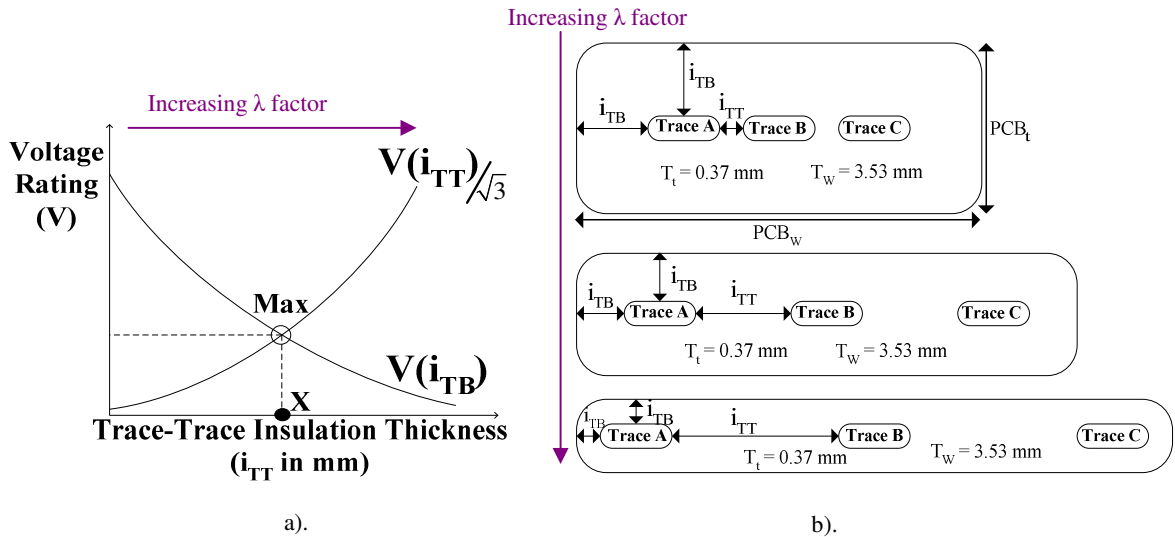 Increasing λ factor
Voltage
Rating
(V)
V(iTT)/√3
Max
V(iTB)
X
Trace-Trace Insulation Thickness
(iTT in mm)
a).
Increasing λ factor
iTB
iTB
iTT
Trace A
Trace B
Trace C
Tt = 0.37 mm
TW = 3.53 mm
PCBt
PCBW
iTB
iTB
iTT
Trace A
Trace B
Trace C
Tt = 0.37 mm
TW = 3.53 mm
iTB
iTB
iTT
Trace A
Trace B
Trace C
Tt = 0.37 mm
TW = 3.53 mm
b).